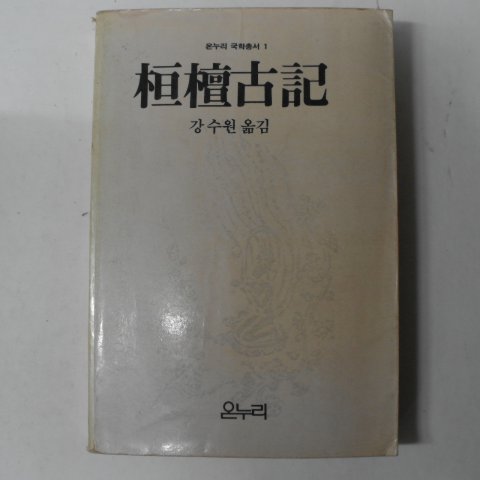 온누리 국학총서 1
桓檀古記
강수원 옮김
온누리